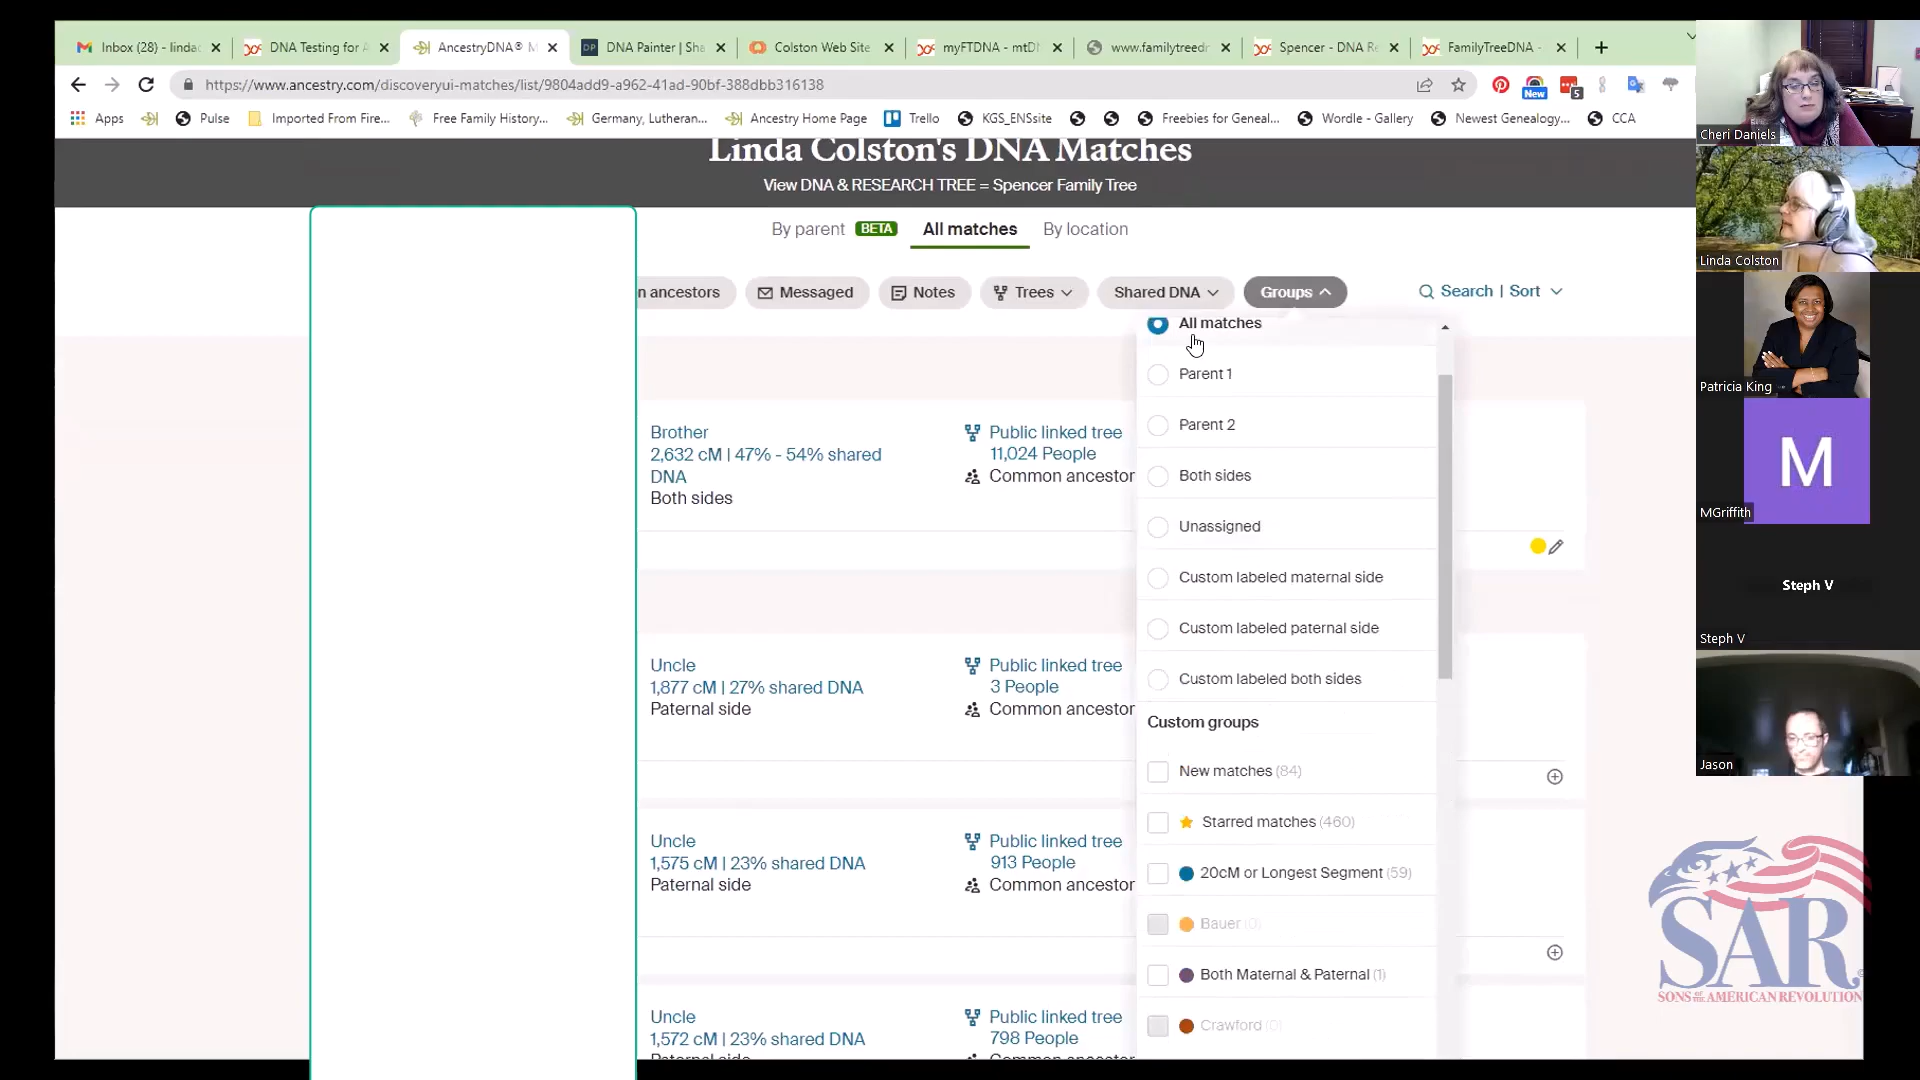 Inbox (28) - linda
DNA Testing for
AncestryDNA® M
DNA Painter | Sha
Colston Web Site
myFTDNA - mtD
www.familytreed
Spencer - DNA R
FamilyTreeDNA -
https://www.ancestry.com/discoveryui-matches/list/9804add9-a962-41ad-90bf-388dbb316138
New
5
Apps
Pulse
Imported From Fire...
Free Family History...
Germany, Lutheran...
Ancestry Home Page
Trello
KGS_ENSsite
Freebies for Geneal...
Wordle - Gallery
Newest Genealogy...
CCA
Linda Colston's DNA Matches
View DNA & RESEARCH TREE = Spencer Family Tree
By parent BETA
All matches
By location
n ancestors
Messaged
Notes
Trees
Shared DNA
Groups
Search | Sort
All matches
Parent 1
Parent 2
Both sides
Unassigned
Custom labeled maternal side
Custom labeled paternal side
Custom labeled both sides
Custom groups
New matches (84)
Starred matches (460)
20cM or Longest Segment (59)
Bauer (0)
Both Maternal & Paternal (1)
Crawford (0)
Brother
2,632 cM | 47% - 54% shared
DNA
Both sides
Public linked tree
11,024 People
Common ancestor
Uncle
1,877 cM | 27% shared DNA
Paternal side
Public linked tree
3 People
Common ancestor
Uncle
1,575 cM | 23% shared DNA
Paternal side
Public linked tree
913 People
Common ancestor
Uncle
1,572 cM | 23% shared DNA
Paternal side
Public linked tree
798 People
Common ancestor
Cheri Daniels
Linda Colston
Patricia King
M
MGriffith
Steph V
Steph V
Jason
SAR
SONS OF THE AMERICAN REVOLUTION